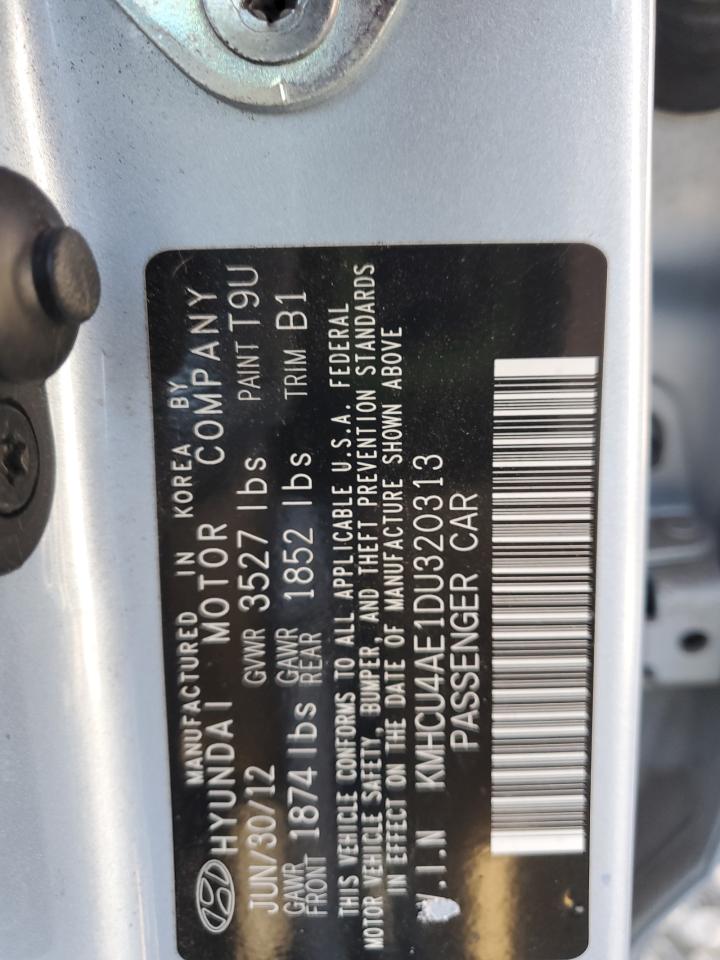 MANUFACTURED IN KOREA BY
HYUNDAI MOTOR COMPANY
JUN/30/12 GVWR 3527 lbs PAINT T9U
GAWR FRONT 1874 lbs GAWR REAR 1852 lbs TRIM B1
THIS VEHICLE CONFORMS TO ALL APPLICABLE U.S.A. FEDERAL
MOTOR VEHICLE SAFETY, BUMPER, AND THEFT PREVENTION STANDARDS
IN EFFECT ON THE DATE OF MANUFACTURE SHOWN ABOVE
V.I.N KMHCU4AE1DU320313
PASSENGER CAR